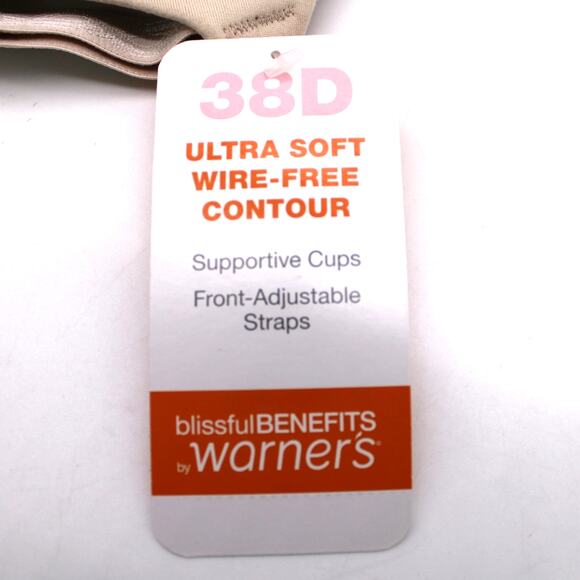 38D
ULTRA SOFT
WIRE-FREE
CONTOUR
Supportive Cups
Front-Adjustable
Straps
blissfulBENEFITS
by warner's®